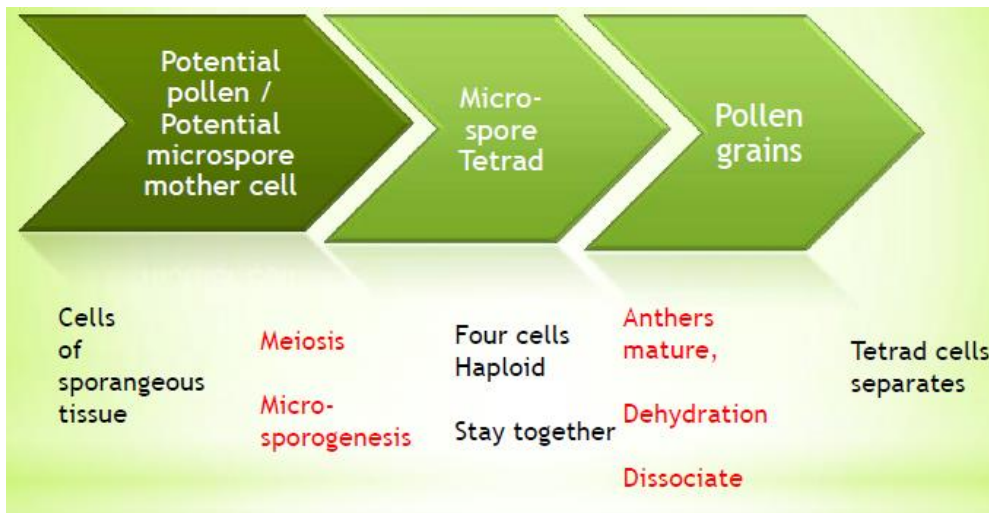 Potential
pollen /
Potential
microspore
mother cell
Micro-
spore
Tetrad
Pollen
grains
Cells
of
sporangeous
tissue
Meiosis
Micro-
sporogenesis
Four cells
Haploid
Stay together
Anthers
mature,
Dehydration
Dissociate
Tetrad cells
separates